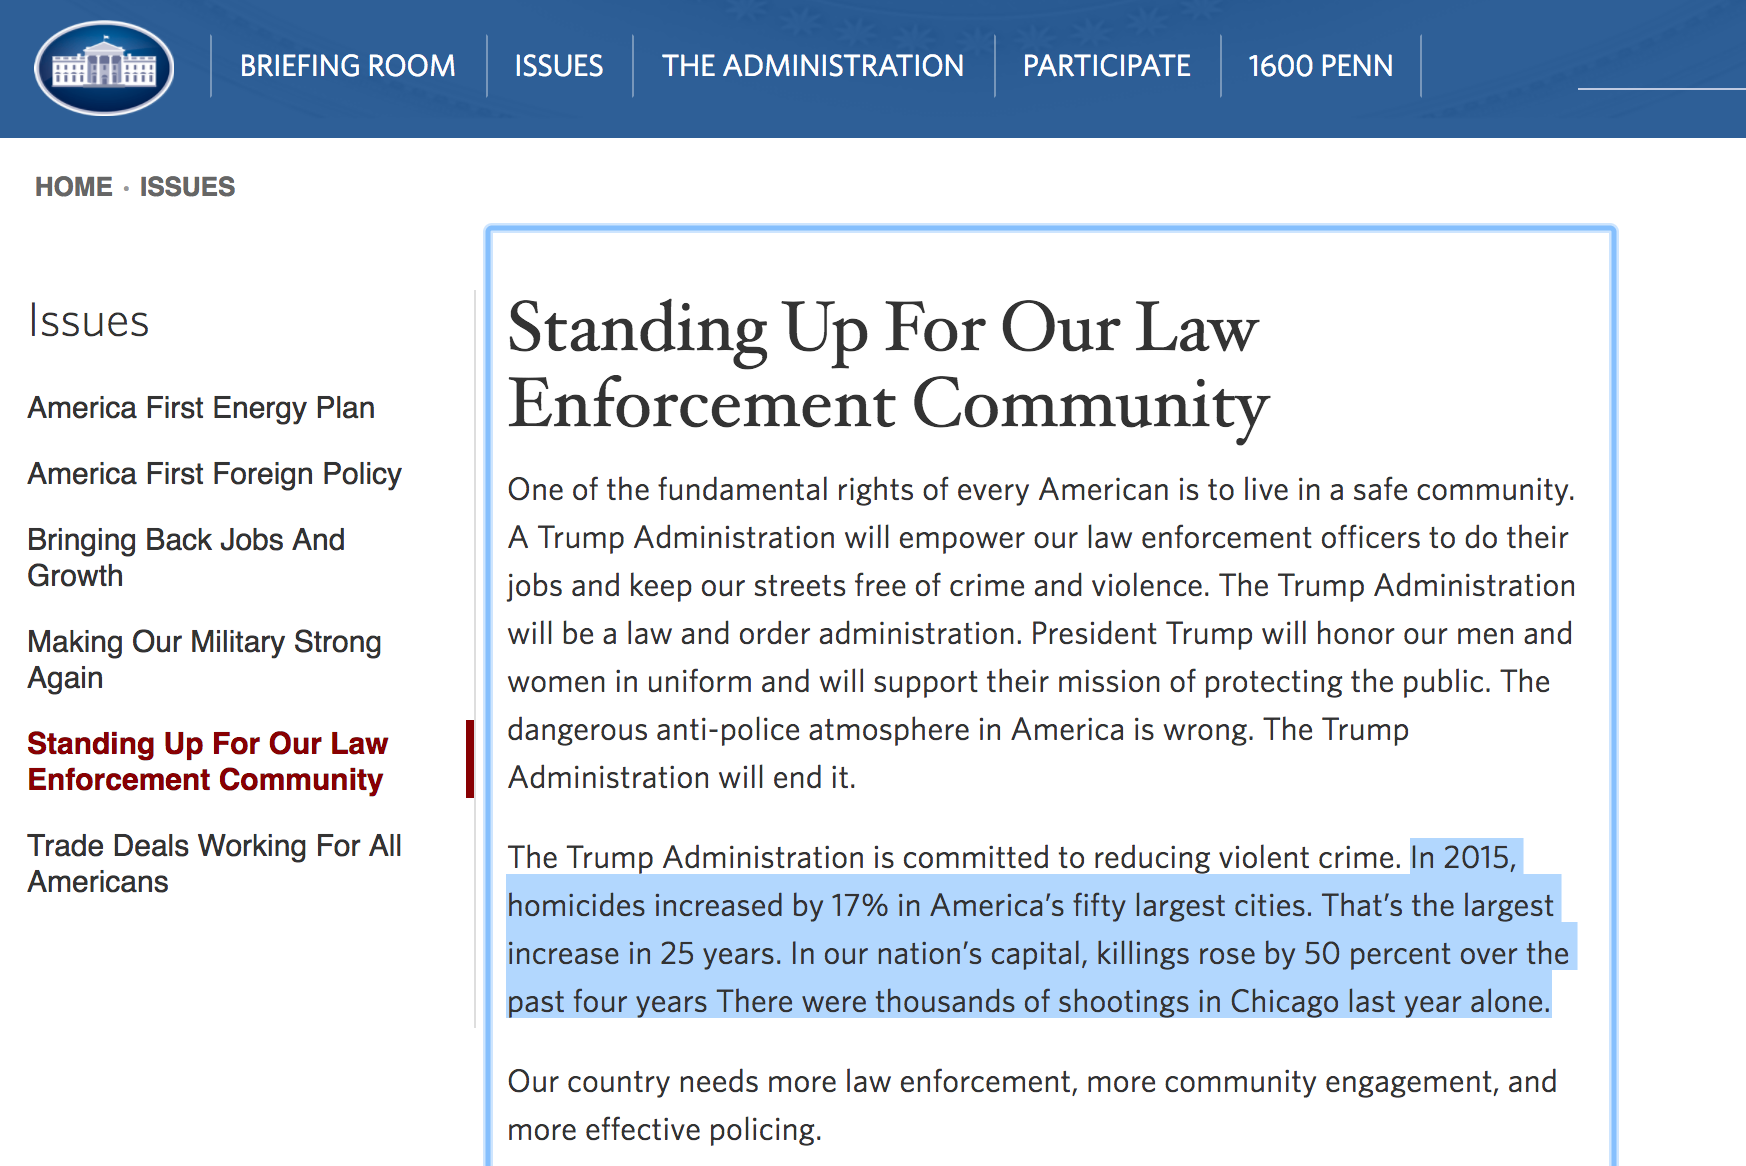 BRIEFING ROOM
ISSUES
THE ADMINISTRATION
PARTICIPATE
1600 PENN
HOME · ISSUES
Issues
America First Energy Plan
America First Foreign Policy
Bringing Back Jobs And
Growth
Making Our Military Strong
Again
Standing Up For Our Law
Enforcement Community
Trade Deals Working For All
Americans
Standing Up For Our Law
Enforcement Community
One of the fundamental rights of every American is to live in a safe community.
A Trump Administration will empower our law enforcement officers to do their
jobs and keep our streets free of crime and violence. The Trump Administration
will be a law and order administration. President Trump will honor our men and
women in uniform and will support their mission of protecting the public. The
dangerous anti-police atmosphere in America is wrong. The Trump
Administration will end it.
The Trump Administration is committed to reducing violent crime. In 2015,
homicides increased by 17% in America’s fifty largest cities. That’s the largest
increase in 25 years. In our nation’s capital, killings rose by 50 percent over the
past four years There were thousands of shootings in Chicago last year alone.
Our country needs more law enforcement, more community engagement, and
more effective policing.